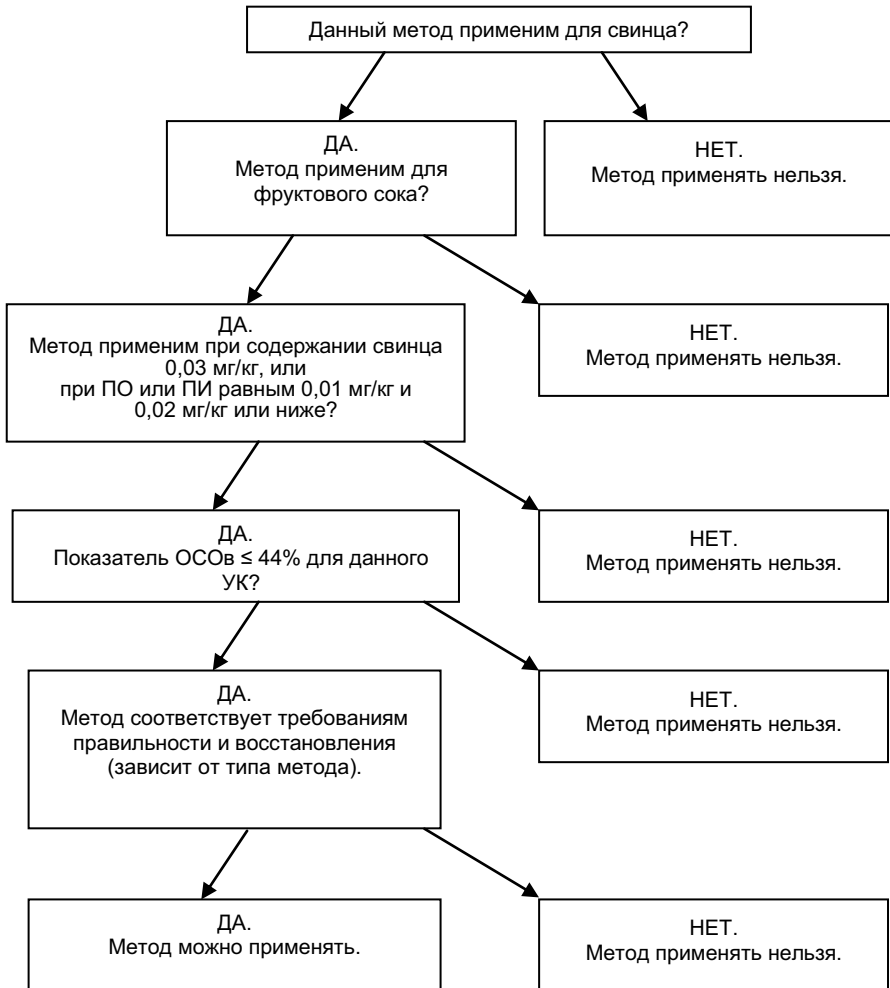 Данный метод применим для свинца?
ДА.
Метод применим для
фруктового сока?
НЕТ.
Метод применять нельзя.
ДА.
Метод применим при содержании свинца
0,03 мг/кг, или
при ПО или ПИ равным 0,01 мг/кг и
0,02 мг/кг или ниже?
НЕТ.
Метод применять нельзя.
ДА.
Показатель ОСОв ≤ 44% для данного
УК?
НЕТ.
Метод применять нельзя.
ДА.
Метод соответствует требованиям
правильности и восстановления
(зависит от типа метода).
НЕТ.
Метод применять нельзя.
ДА.
Метод можно применять.
НЕТ.
Метод применять нельзя.